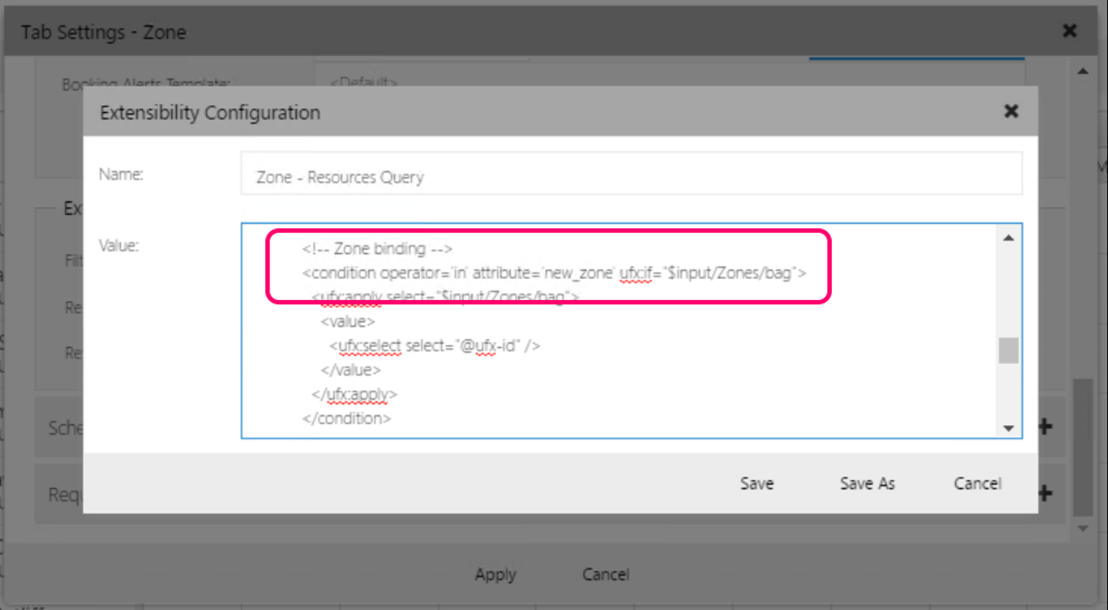 Tab Settings - Zone
Booking Alerts Template:
<Default>
Extensibility Configuration
Name:
Zone - Resources Query
Ex
Value:
<!-- Zone binding -->
<condition operator='in' attribute='new_zone' ufx:if="$input/Zones/bag">
<ufx:apply select="$input/Zones/bag">
<value>
<ufx:select select="@ufx-id" />
</value>
</ufx:apply>
</condition>
Filt
Re
Re
Sche
Requ
Save
Save As
Cancel
Apply
Cancel